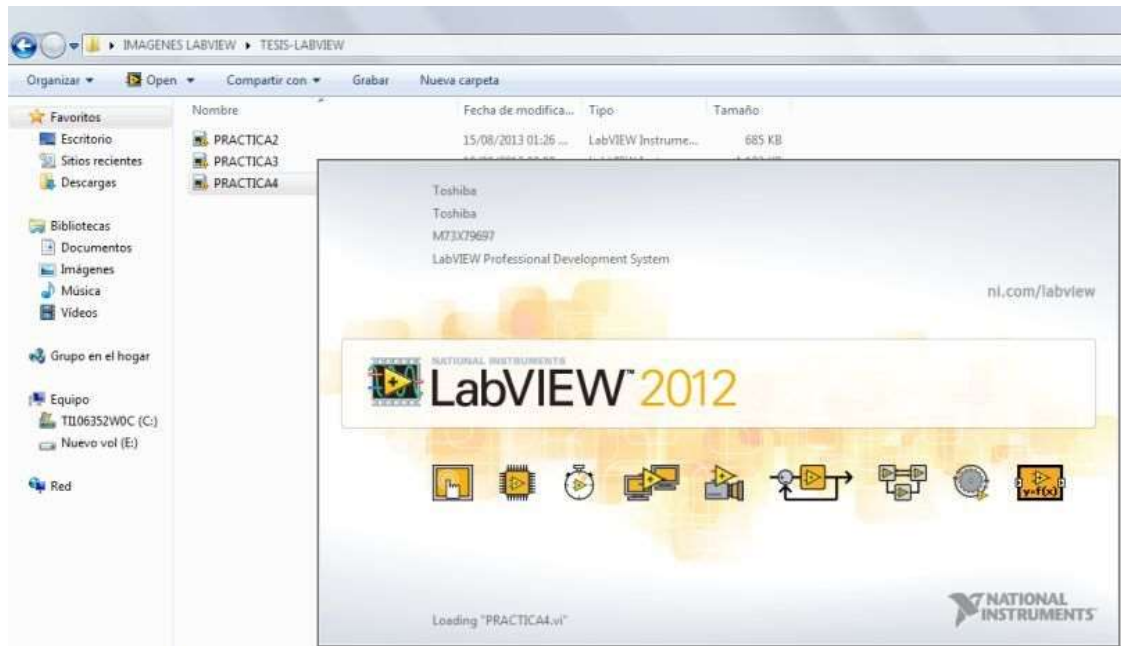 IMAGENES LABVIEW ▸ TESIS-LABVIEW
Organizar Open Compartir con Grabar Nueva carpeta
Nombre Fecha de modifica... Tipo Tamaño
Favoritos
Escritorio
Sitios recientes
Descargas
Bibliotecas
Documentos
Imágenes
Música
Vídeos
Grupo en el hogar
Equipo
TI106352W0C (C:)
Nuevo vol (E:)
Red
PRACTICA2 15/08/2013 01:26 ... LabVIEW Instrume... 685 KB
PRACTICA3
PRACTICA4
Toshiba
Toshiba
M73X79697
LabVIEW Professional Development System
ni.com/labview
NATIONAL INSTRUMENTS
LabVIEW™ 2012
y=f(x)
Loading "PRACTICA4.vi"
NATIONAL
INSTRUMENTS